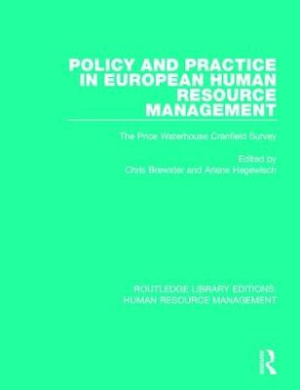 POLICY AND PRACTICE
IN EUROPEAN HUMAN
RESOURCE
MANAGEMENT
The Price Waterhouse Cranfield Survey
Edited by
Chris Brewster and Ariane Hegewisch
ROUTLEDGE LIBRARY EDITIONS:
HUMAN RESOURCE MANAGEMENT
R